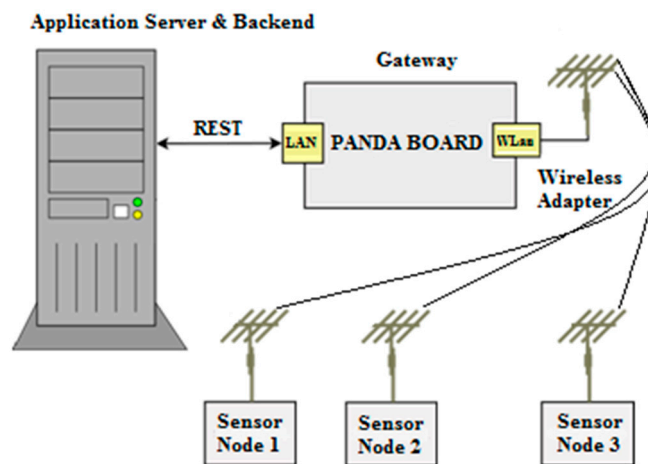 Application Server & Backend
Gateway
REST
LAN
PANDA BOARD
WLan
Wireless
Adapter
Sensor
Node 1
Sensor
Node 2
Sensor
Node 3